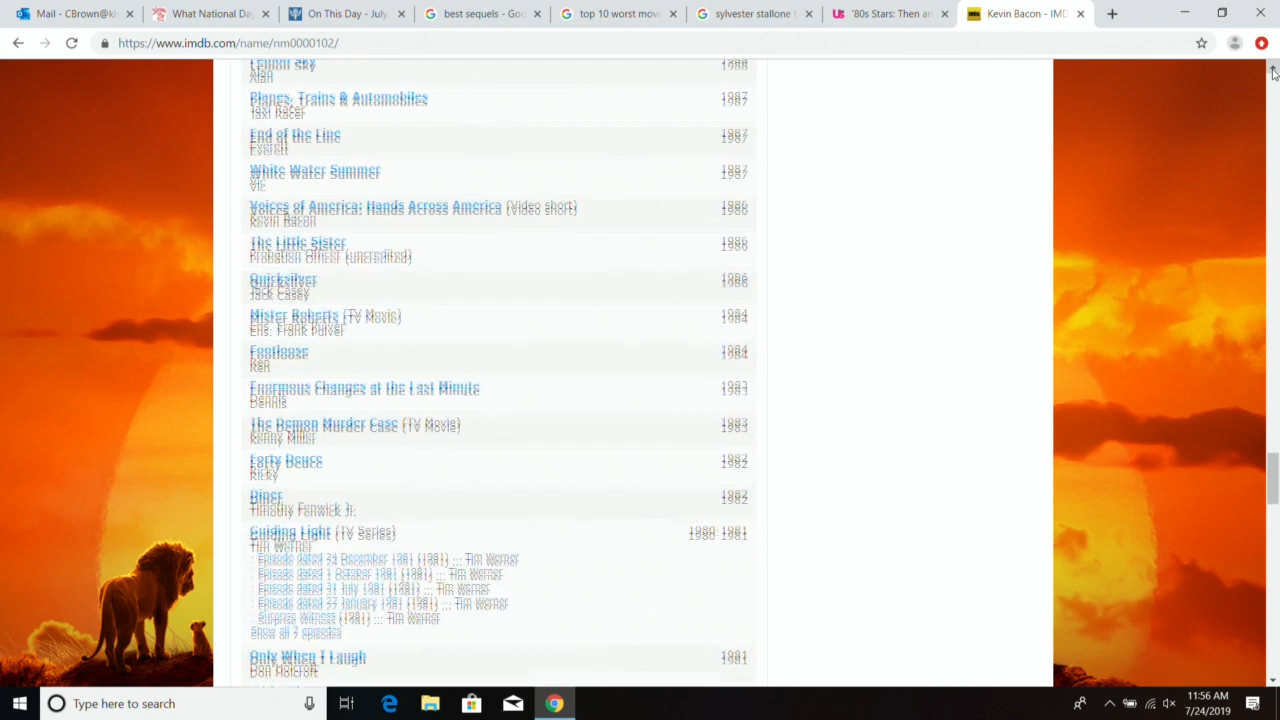 Mail - CBrown@k
What National Da
On This Day - July
best sequels - Goo
top 10 worst movi
sylvester stallone t
'80s Stars: Then an
Kevin Bacon - IMD
https://www.imdb.com/name/nm0000102/
Lemon Sky 1988
Alan
Planes, Trains & Automobiles 1987
Taxi Racer
End of the Line 1987
Everett
White Water Summer 1987
Vic
Voices of America: Hands Across America (Video short) 1986
Kevin Bacon
The Little Sister 1986
Probation Officer (uncredited)
Quicksilver 1986
Jack Casey
Mister Roberts (TV Movie) 1984
Ens. Frank Pulver
Footloose 1984
Ren
Enormous Changes at the Last Minute 1983
Dennis
The Demon Murder Case (TV Movie) 1983
Kenny Miller
Forty Deuce 1982
Ricky
Diner 1982
Timothy Fenwick Jr.
Guiding Light (TV Series) 1980-1981
Tim Werner
- Episode dated 24 December 1981 (1981) ... Tim Werner
- Episode dated 1 October 1981 (1981) ... Tim Werner
- Episode dated 31 July 1981 (1981) ... Tim Werner
- Episode dated 27 January 1981 (1981) ... Tim Werner
- Surprise Witness (1981) ... Tim Werner
Show all 7 episodes
Only When I Laugh 1981
Don Holcroft
Type here to search
11:56 AM
7/24/2019